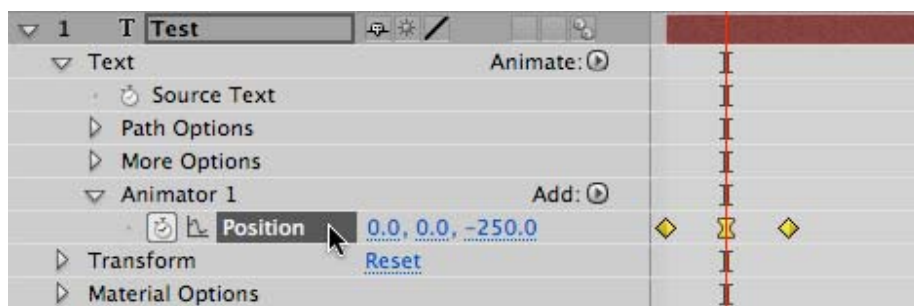 1 T Test
Text Animate:
Source Text
Path Options
More Options
Animator 1 Add:
Position 0.0, 0.0, -250.0
Transform Reset
Material Options